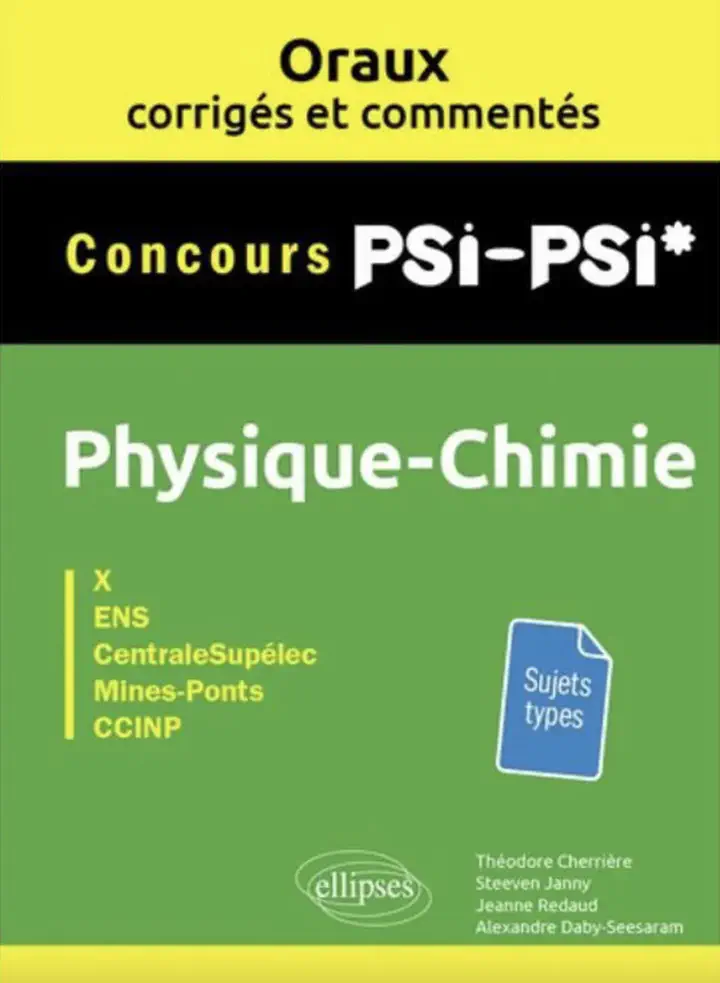 Oraux
corrigés et commentés
Concours PSi-PSi*
Physique-Chimie
X
ENS
CentraleSupélec
Mines-Ponts
CCINP
Sujets
types
Théodore Cherrière
Steeven Janny
Jeanne Redaud
Alexandre Daby-Seesaram
ellipses